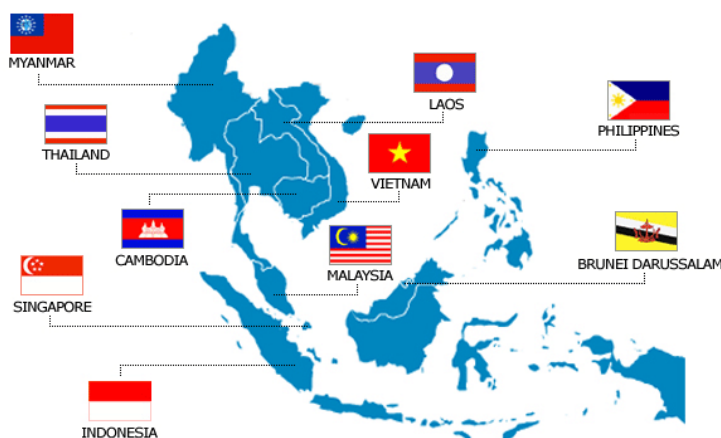 MYANMAR
LAOS
PHILIPPINES
THAILAND
VIETNAM
CAMBODIA
MALAYSIA
BRUNEI DARUSSALAM
SINGAPORE
INDONESIA